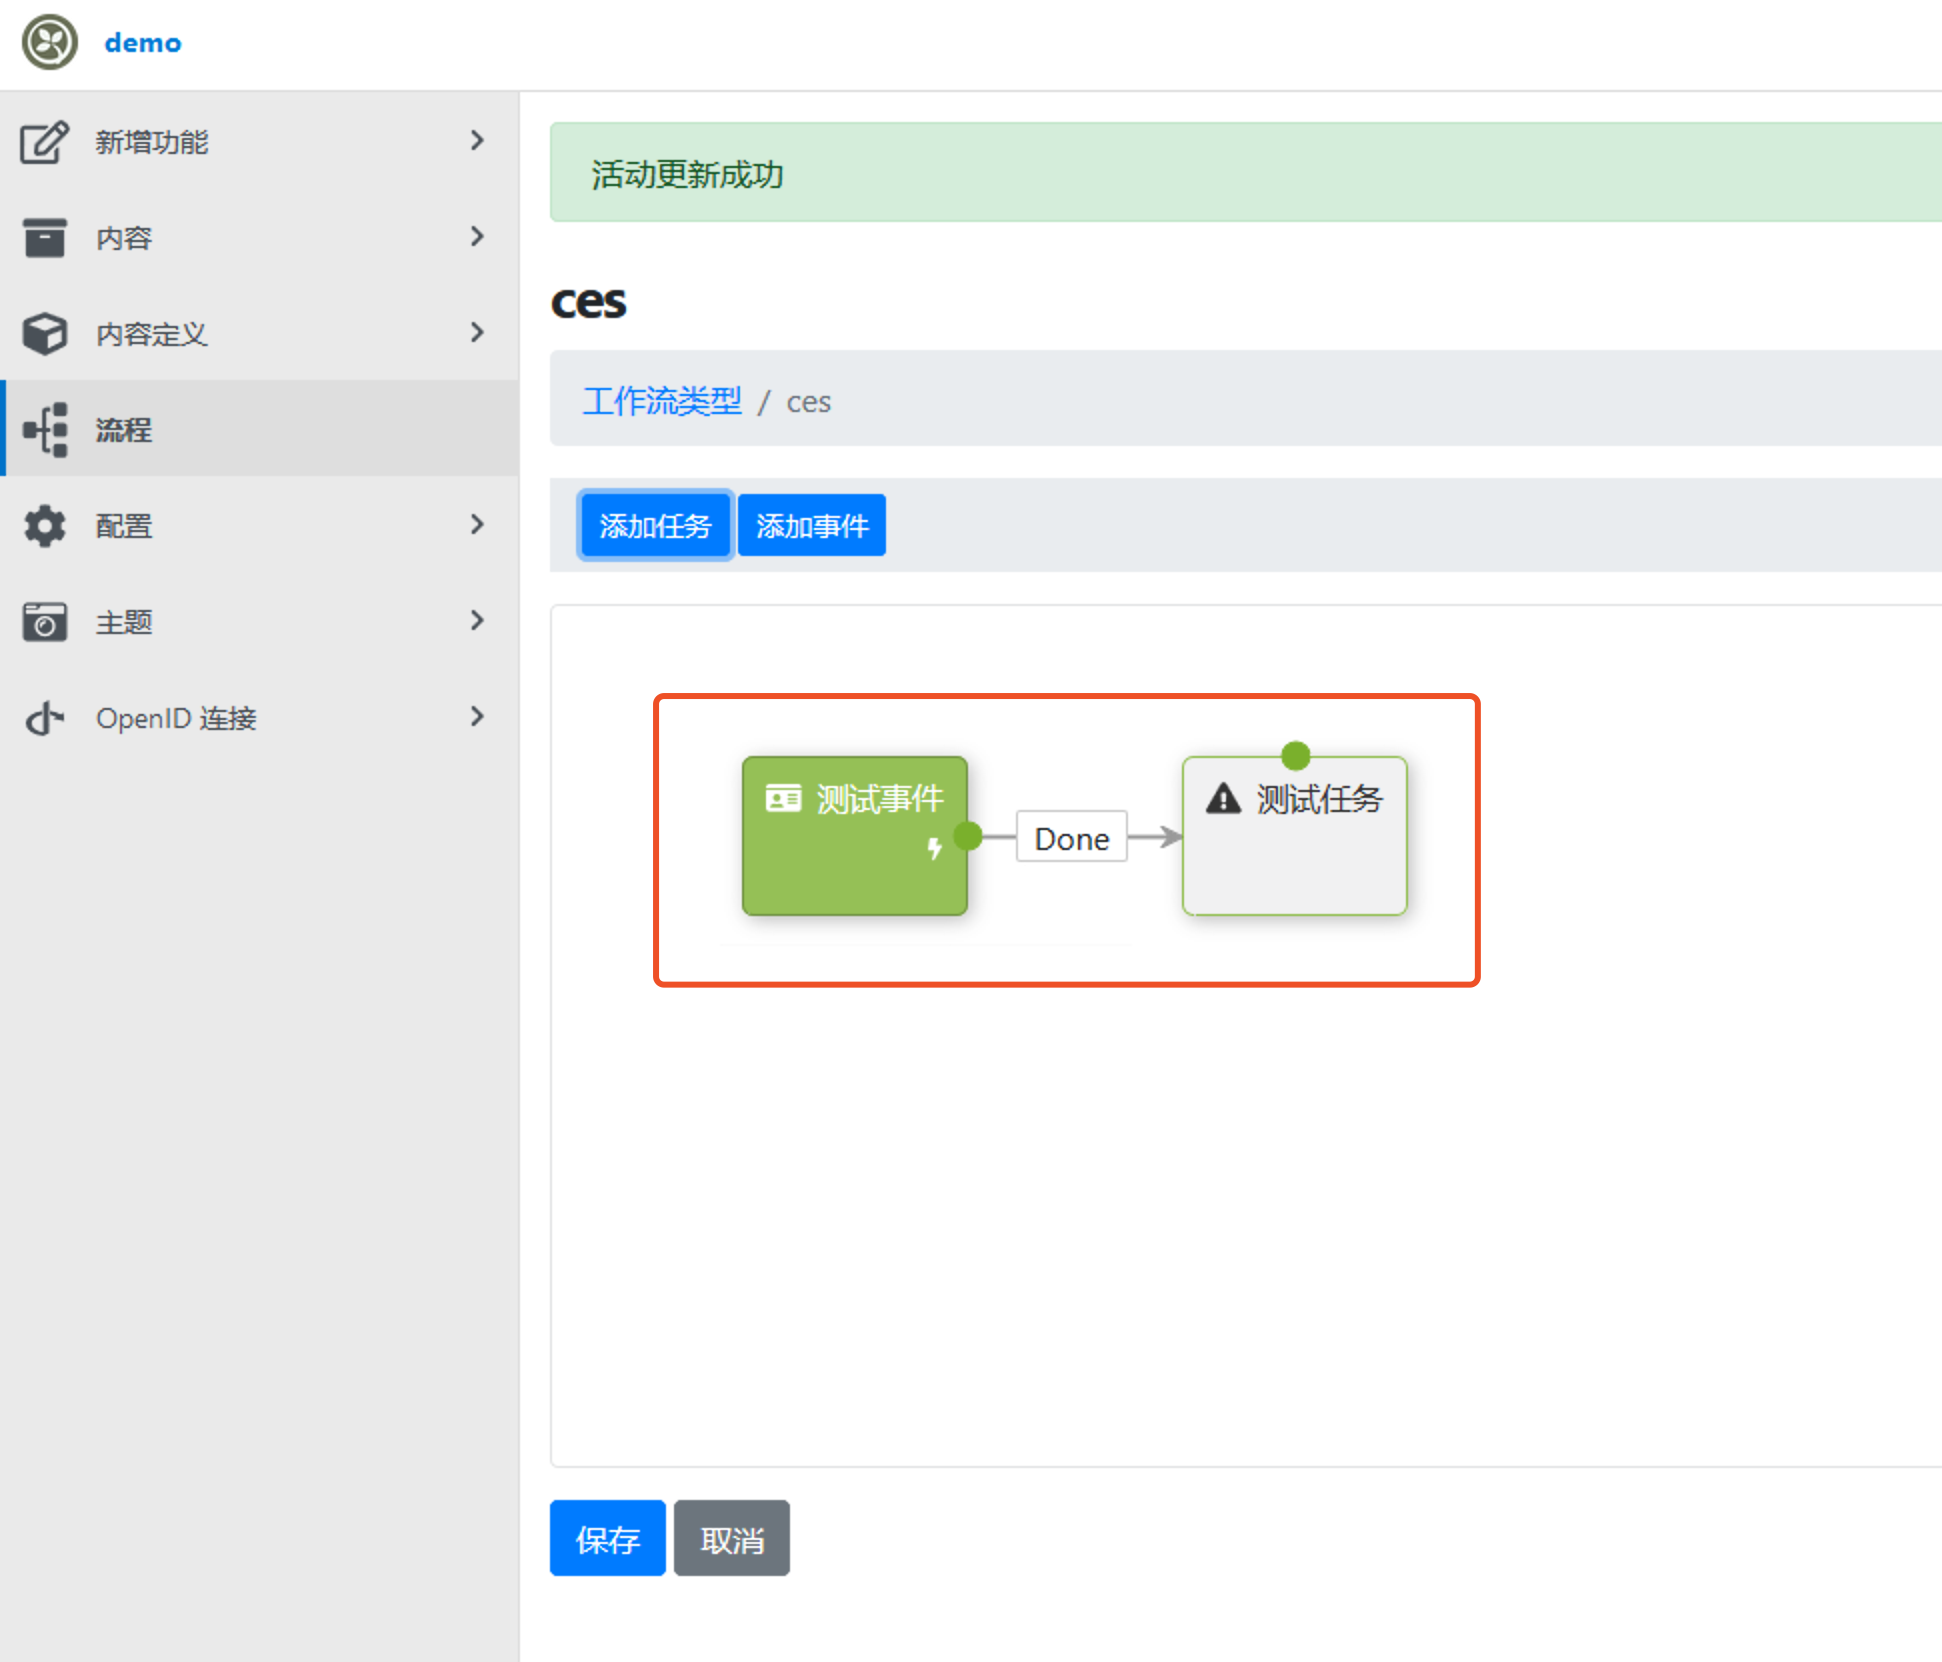 demo
新增功能
内容
内容定义
流程
配置
主题
OpenID 连接
活动更新成功
ces
工作流类型 / ces
添加任务 添加事件
测试事件
Done
测试任务
保存 取消